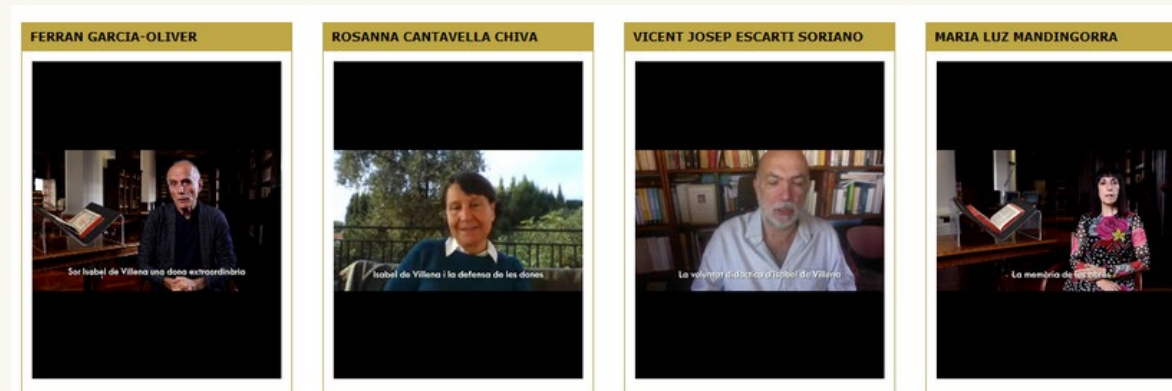 FERRAN GARCIA-OLIVER
ROSANNA CANTAVELLA CHIVA
VICENT JOSEP ESCARTI SORIANO
MARIA LUZ MANDINGORRA
Sor Isabel de Villena una dona extraordinària
Isabel de Villena i la defensa de les dones
La voluntat didàctica d'Isabel de Villena
La memòria de les obres